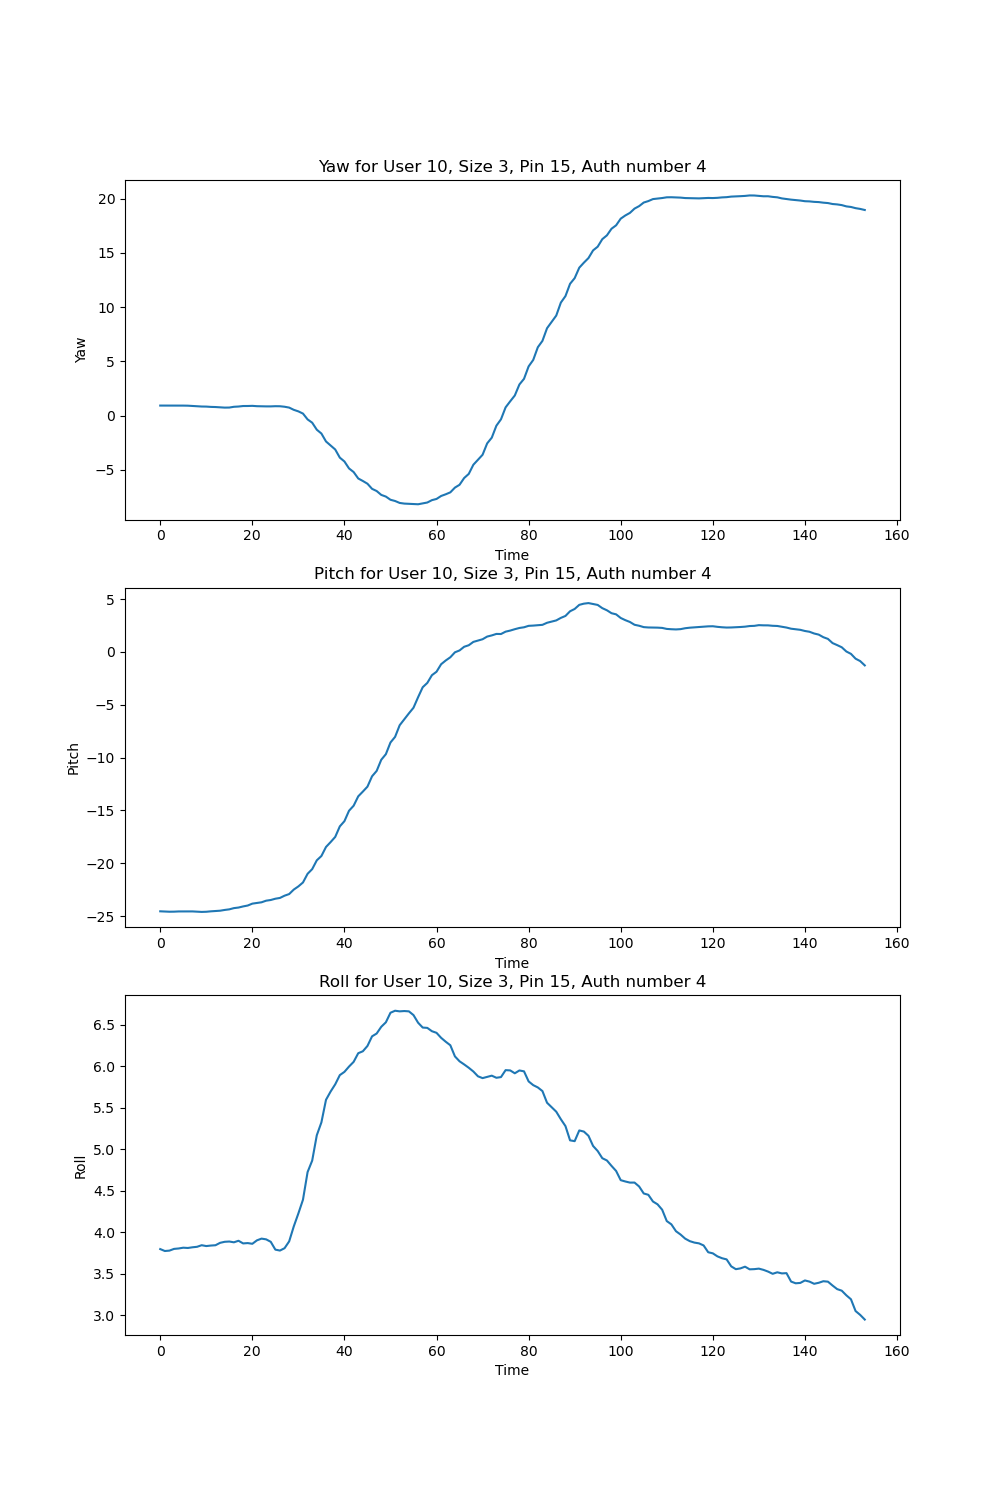 Yaw for User 10, Size 3, Pin 15, Auth number 4
20
15
10
5
0
−5
Yaw
0 20 40 60 80 100 120 140 160
Time
Pitch for User 10, Size 3, Pin 15, Auth number 4
5
0
−5
−10
−15
−20
−25
Pitch
0 20 40 60 80 100 120 140 160
Time
Roll for User 10, Size 3, Pin 15, Auth number 4
6.5
6.0
5.5
5.0
4.5
4.0
3.5
3.0
Roll
0 20 40 60 80 100 120 140 160
Time